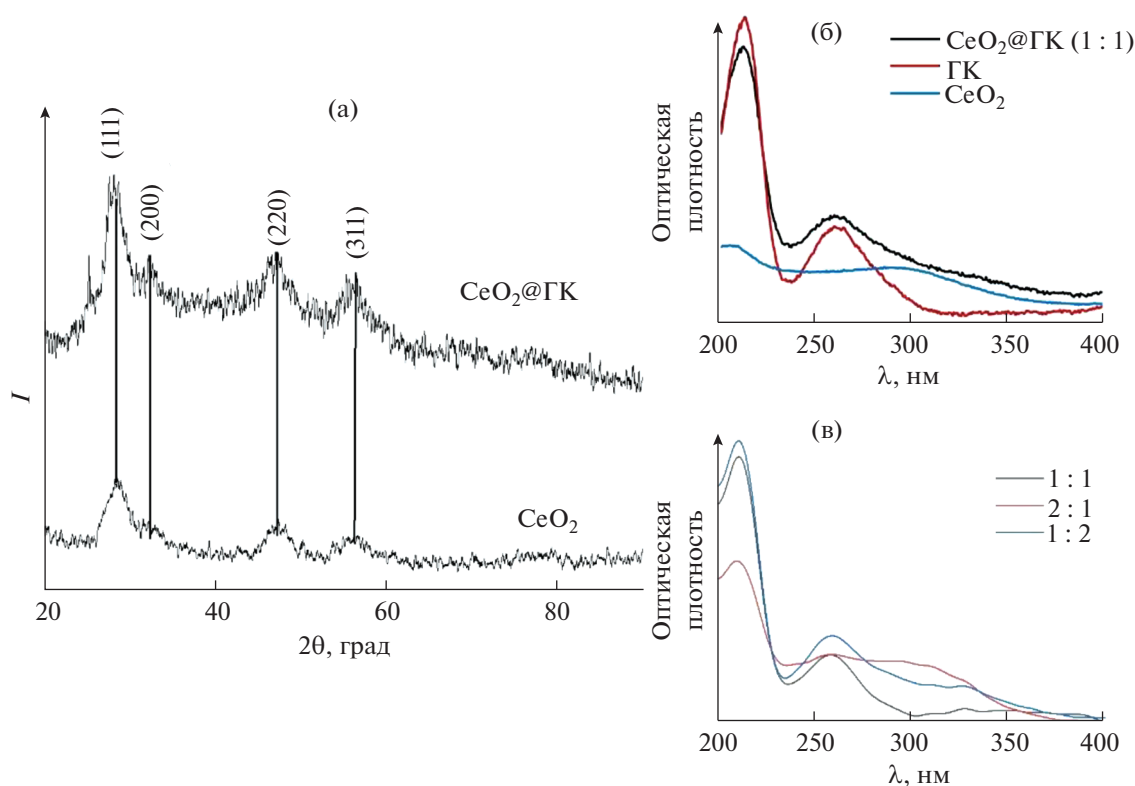 (а)
(111)
(200)
(220)
(311)
CeO₂@ГК
CeO₂
I
20
40
60
80
2θ, град
(б)
CeO₂@ГК (1 : 1)
ГК
CeO₂
Оптическая
плотность
200
250
300
350
400
λ, нм
(в)
1 : 1
2 : 1
1 : 2
Оптическая
плотность
200
250
300
350
400
λ, нм